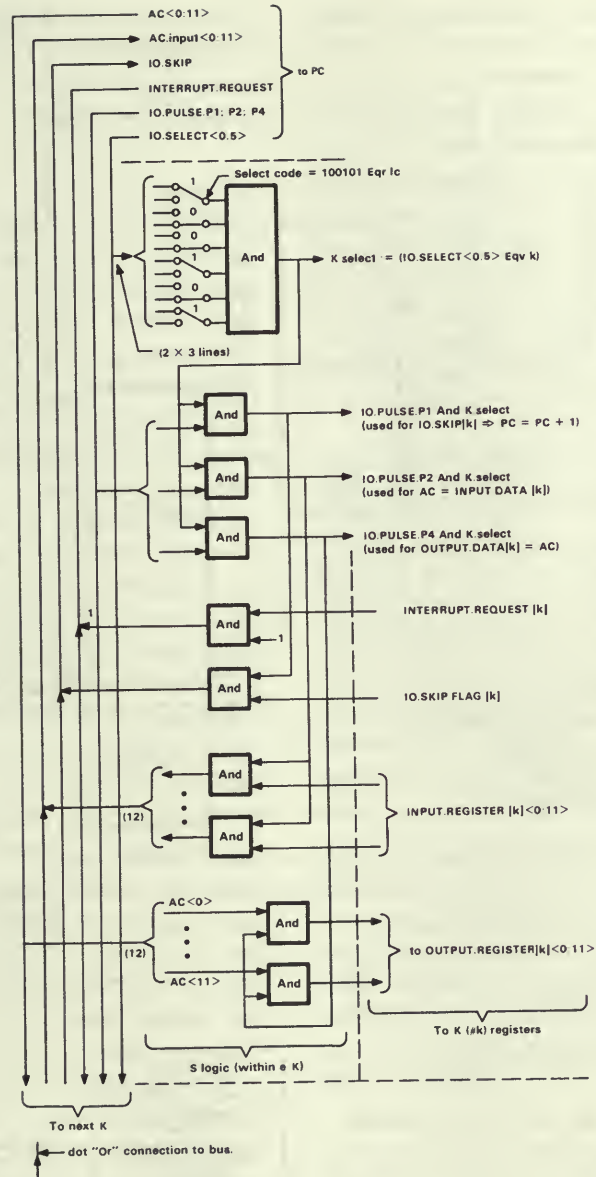 AC<0:11>
AC.input<0:11>
IO.SKIP
to PC
INTERRUPT.REQUEST
IO.PULSE.P1; P2; P4
IO.SELECT<0.5>
Select code = 100101 Eqr Ic
1
0
0
1
0
1
And
K select = (IO.SELECT<0.5> Eqv k)
(2 × 3 lines)
And
IO.PULSE.P1 And K.select
(used for IO.SKIP|k| ⇒ PC = PC + 1)
And
IO.PULSE.P2 And K.select
(used for AC = INPUT DATA |k|)
And
IO.PULSE.P4 And K.select
(used for OUTPUT.DATA|k| = AC)
1
And
INTERRUPT.REQUEST |k|
1
And
IO.SKIP FLAG |k|
And
(12)
And
INPUT.REGISTER |k|<0:11>
AC<0>
And
(12)
to OUTPUT.REGISTER|k|<0:11>
And
AC<11>
To K (#k) registers
S logic (within e K)
To next K
dot "Or" connection to bus.